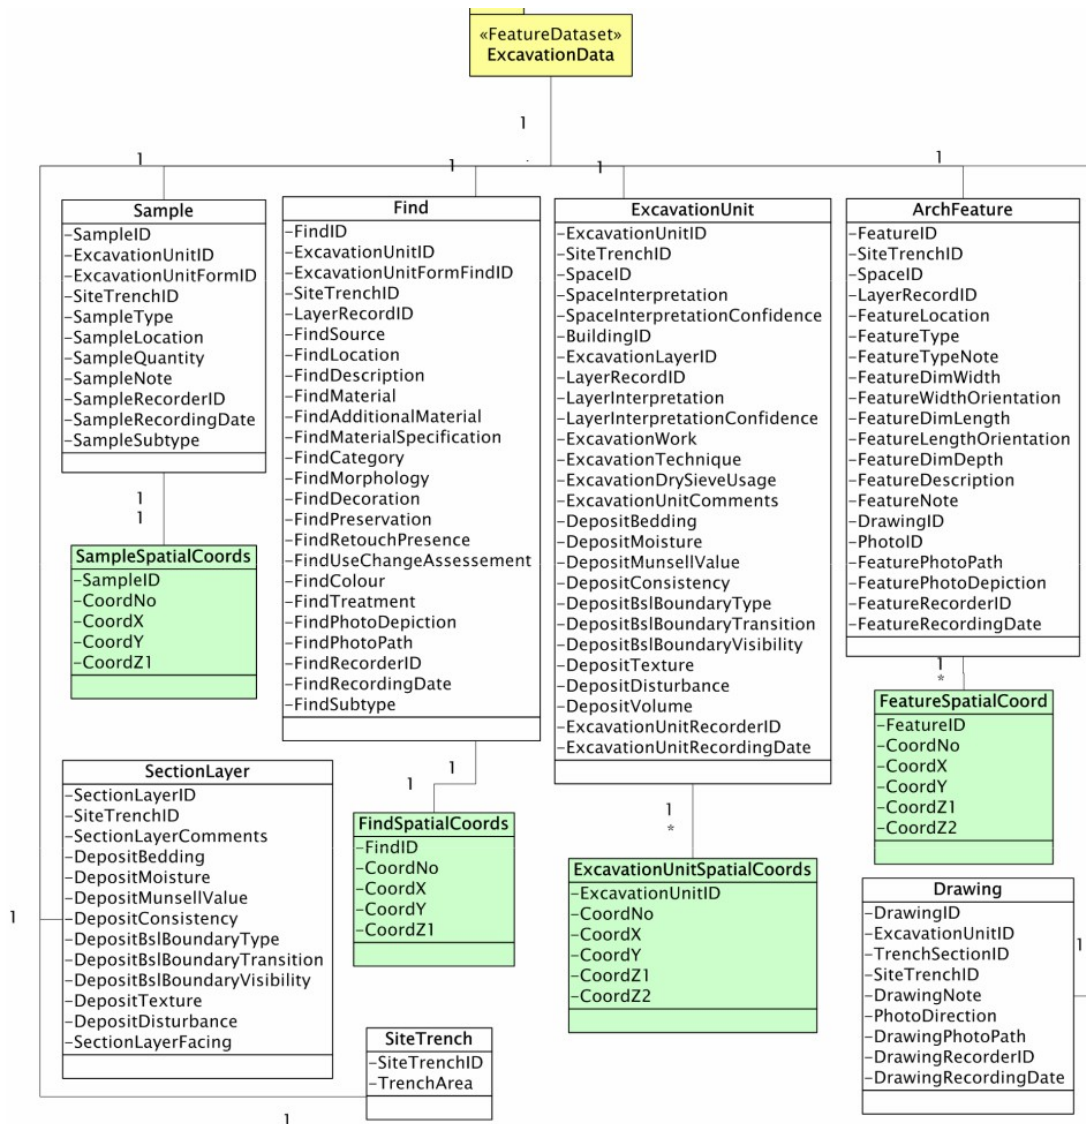 «FeatureDataset»
ExcavationData
1
1
1
1
1
Sample
-SampleID
-ExcavationUnitID
-ExcavationUnitFormID
-SiteTrenchID
-SampleType
-SampleLocation
-SampleQuantity
-SampleNote
-SampleRecorderID
-SampleRecordingDate
-SampleSubtype
1
1
SampleSpatialCoords
-SampleID
-CoordNo
-CoordX
-CoordY
-CoordZ1
Find
-FindID
-ExcavationUnitID
-ExcavationUnitFormFindID
-SiteTrenchID
-LayerRecordID
-FindSource
-FindLocation
-FindDescription
-FindMaterial
-FindAdditionalMaterial
-FindMaterialSpecification
-FindCategory
-FindMorphology
-FindDecoration
-FindPreservation
-FindRetouchPresence
-FindUseChangeAssessement
-FindColour
-FindTreatment
-FindPhotoDepiction
-FindPhotoPath
-FindRecorderID
-FindRecordingDate
-FindSubtype
1
1
FindSpatialCoords
-FindID
-CoordNo
-CoordX
-CoordY
-CoordZ1
ExcavationUnit
-ExcavationUnitID
-SiteTrenchID
-SpaceID
-SpaceInterpretation
-SpaceInterpretationConfidence
-BuildingID
-ExcavationLayerID
-LayerRecordID
-LayerInterpretation
-LayerInterpretationConfidence
-ExcavationWork
-ExcavationTechnique
-ExcavationDrySieveUsage
-ExcavationUnitComments
-DepositBedding
-DepositMoisture
-DepositMunsellValue
-DepositConsistency
-DepositBslBoundaryType
-DepositBslBoundaryTransition
-DepositBslBoundaryVisibility
-DepositTexture
-DepositDisturbance
-DepositVolume
-ExcavationUnitRecorderID
-ExcavationUnitRecordingDate
1
*
ExcavationUnitSpatialCoords
-ExcavationUnitID
-CoordNo
-CoordX
-CoordY
-CoordZ1
-CoordZ2
ArchFeature
-FeatureID
-SiteTrenchID
-SpaceID
-LayerRecordID
-FeatureLocation
-FeatureType
-FeatureTypeNote
-FeatureDimWidth
-FeatureWidthOrientation
-FeatureDimLength
-FeatureLengthOrientation
-FeatureDimDepth
-FeatureDescription
-FeatureNote
-DrawingID
-PhotoID
-FeaturePhotoPath
-FeaturePhotoDepiction
-FeatureRecorderID
-FeatureRecordingDate
1
*
FeatureSpatialCoord
-FeatureID
-CoordNo
-CoordX
-CoordY
-CoordZ1
-CoordZ2
SectionLayer
-SectionLayerID
-SiteTrenchID
-SectionLayerComments
-DepositBedding
-DepositMoisture
-DepositMunsellValue
-DepositConsistency
-DepositBslBoundaryType
-DepositBslBoundaryTransition
-DepositBslBoundaryVisibility
-DepositTexture
-DepositDisturbance
-SectionLayerFacing
1
SiteTrench
-SiteTrenchID
-TrenchArea
1
Drawing
-DrawingID
-ExcavationUnitID
-TrenchSectionID
-SiteTrenchID
-DrawingNote
-PhotoDirection
-DrawingPhotoPath
-DrawingRecorderID
-DrawingRecordingDate
1